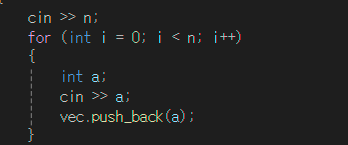 cin >> n;
for (int i = 0; i < n; i++)
{
int a;
cin >> a;
vec.push_back(a);
}